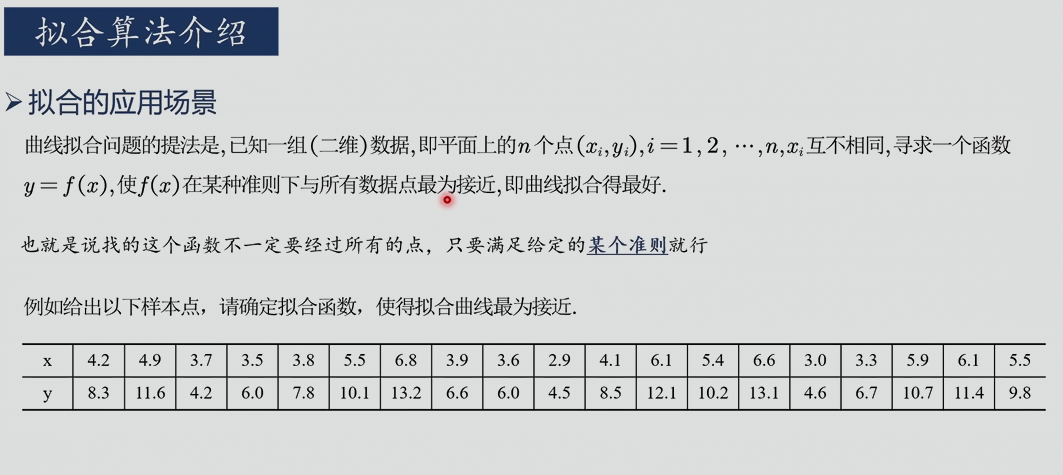 拟合算法介绍
➢拟合的应用场景
曲线拟合问题的提法是,已知一组(二维)数据,即平面上的n个点(xᵢ,yᵢ),i=1,2,⋯,n,xᵢ互不相同,寻求一个函数
y=f(x),使f(x)在某种准则下与所有数据点最为接近,即曲线拟合得最好.
也就是说找的这个函数不一定要经过所有的点，只要满足给定的某个准则就行
例如给出以下样本点，请确定拟合函数，使得拟合曲线最为接近.
x 4.2 4.9 3.7 3.5 3.8 5.5 6.8 3.9 3.6 2.9 4.1 6.1 5.4 6.6 3.0 3.3 5.9 6.1 5.5
y 8.3 11.6 4.2 6.0 7.8 10.1 13.2 6.6 6.0 4.5 8.5 12.1 10.2 13.1 4.6 6.7 10.7 11.4 9.8